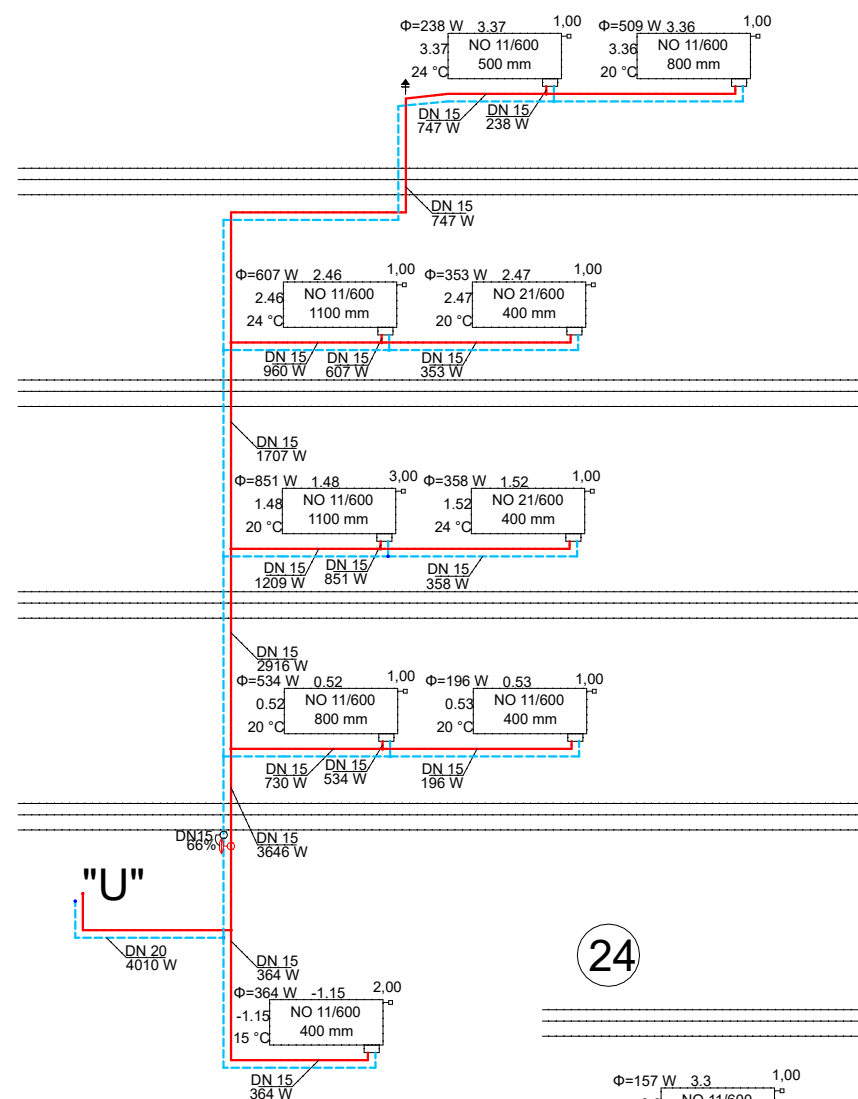 Φ=238 W 3.37 1,00
3.37 NO 11/600
500 mm
24 °C
Φ=509 W 3.36 1,00
3.36 NO 11/600
800 mm
20 °C
DN 15
747 W
DN 15
238 W
DN 15
747 W
Φ=607 W 2.46 1,00
2.46 NO 11/600
1100 mm
24 °C
Φ=353 W 2.47 1,00
2.47 NO 21/600
400 mm
20 °C
DN 15
960 W
DN 15
607 W
DN 15
353 W
DN 15
1707 W
Φ=851 W 1.48 3,00
1.48 NO 11/600
1100 mm
20 °C
Φ=358 W 1.52 1,00
1.52 NO 21/600
400 mm
24 °C
DN 15
1209 W
DN 15
851 W
DN 15
358 W
DN 15
2916 W
Φ=534 W 0.52 1,00
0.52 NO 11/600
800 mm
20 °C
Φ=196 W 0.53 1,00
0.53 NO 11/600
400 mm
20 °C
DN 15
730 W
DN 15
534 W
DN 15
196 W
DN15
66%
DN 15
3646 W
"U"
DN 20
4010 W
DN 15
364 W
24
Φ=364 W -1.15 2,00
-1.15 NO 11/600
400 mm
15 °C
DN 15
364 W
Φ=157 W 3.3 1,00
NO 11/600